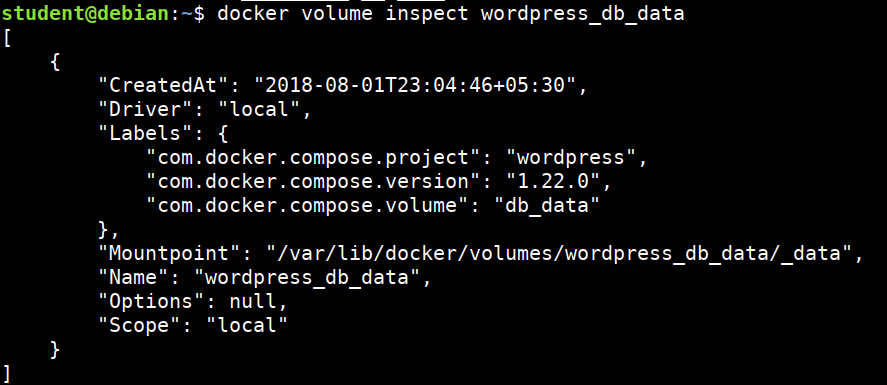 student@debian:~$ docker volume inspect wordpress_db_data
[
    {
        "CreatedAt": "2018-08-01T23:04:46+05:30",
        "Driver": "local",
        "Labels": {
            "com.docker.compose.project": "wordpress",
            "com.docker.compose.version": "1.22.0",
            "com.docker.compose.volume": "db_data"
        },
        "Mountpoint": "/var/lib/docker/volumes/wordpress_db_data/_data",
        "Name": "wordpress_db_data",
        "Options": null,
        "Scope": "local"
    }
]